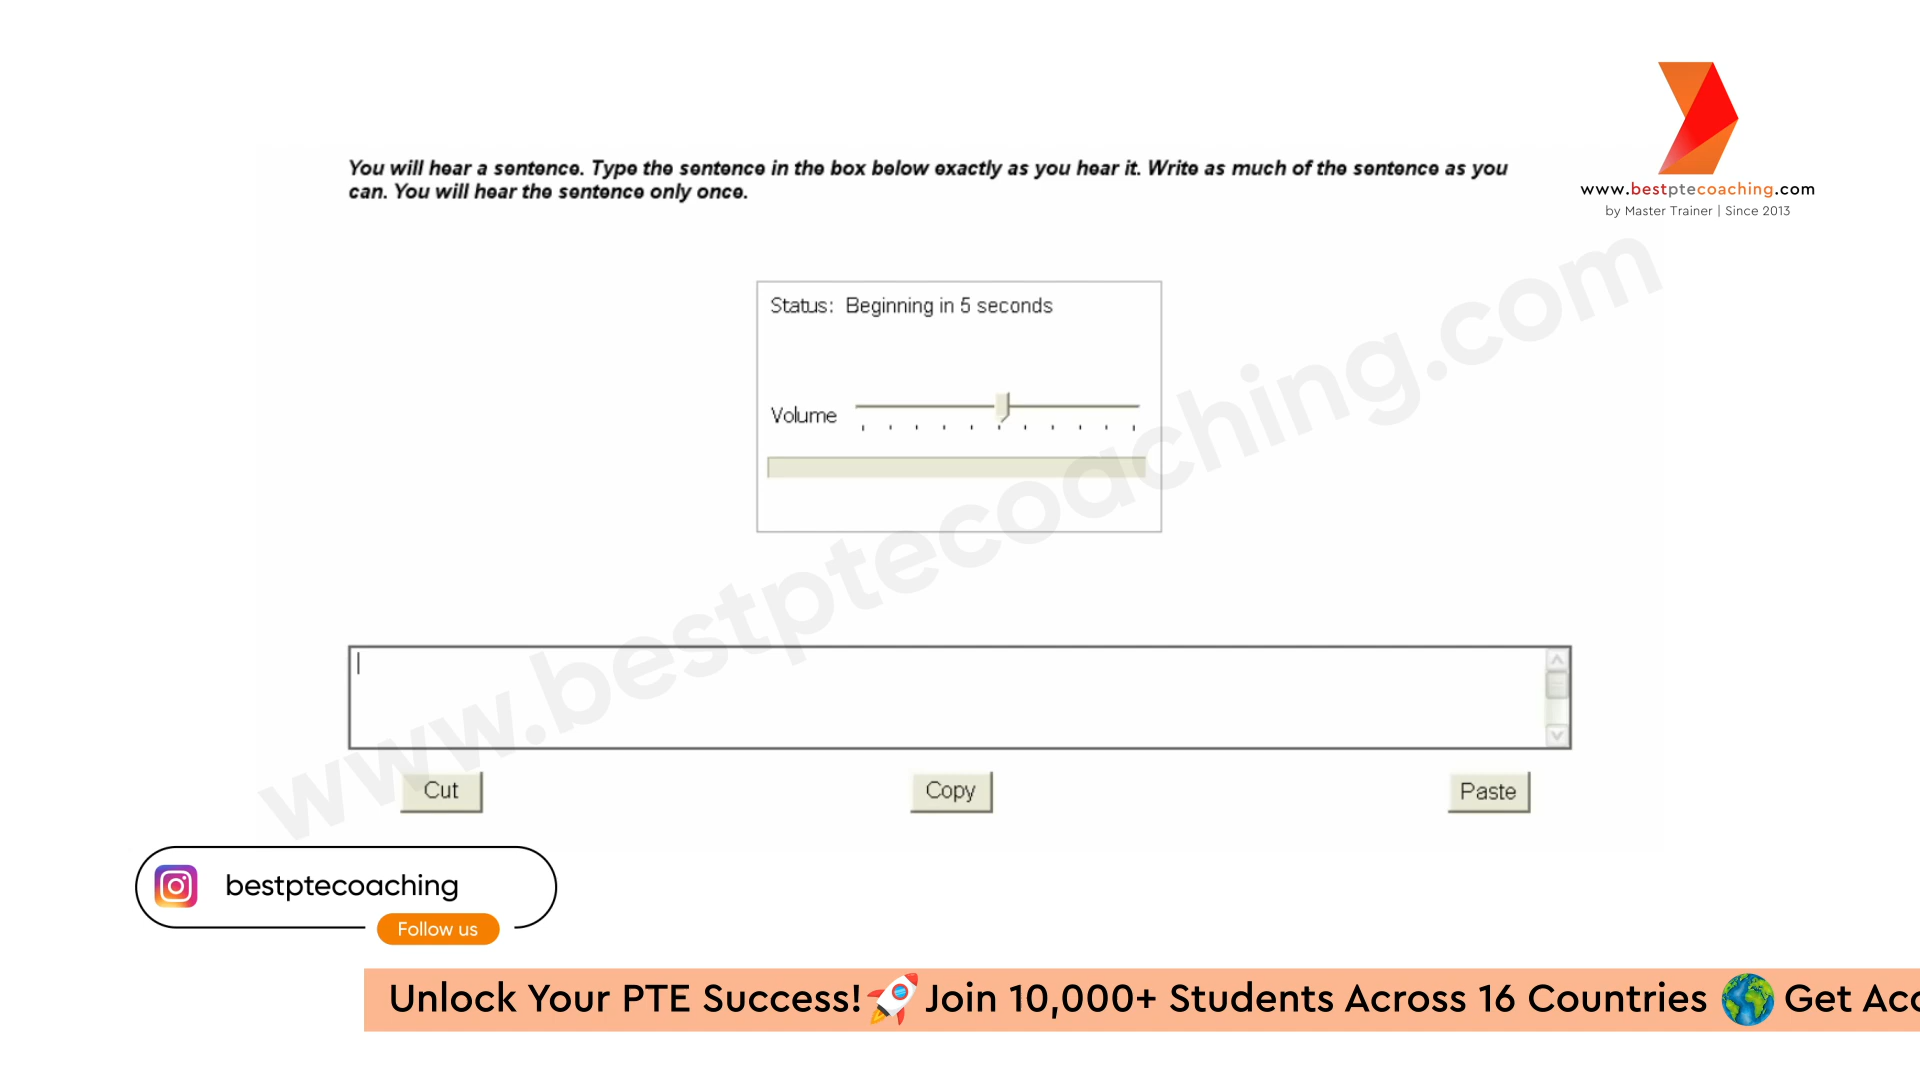 You will hear a sentence. Type the sentence in the box below exactly as you hear it. Write as much of the sentence as you
can. You will hear the sentence only once.
www.bestptecoaching.com
by Master Trainer | Since 2013
Status: Beginning in 5 seconds
Volume
www.bestptecoaching.com
Cut
Copy
Paste
bestptecoaching
Follow us
Unlock Your PTE Success!🚀Join 10,000+ Students Across 16 Countries 🌍 Get